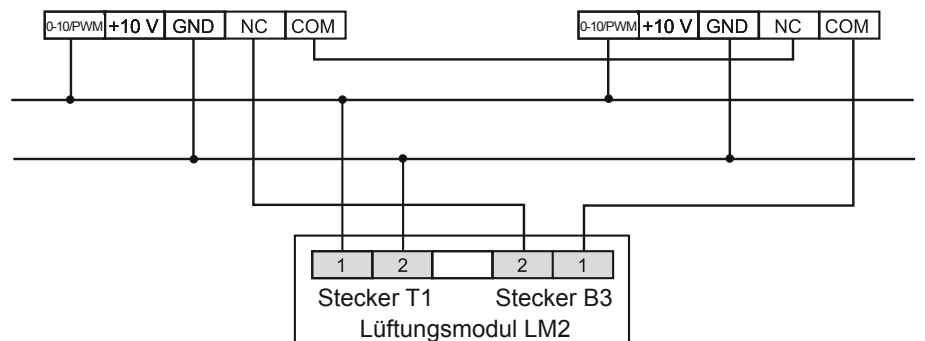 0-10/PWM +10 V GND NC COM 0-10/PWM +10 V GND NC COM
1 2 2 1
Stecker T1 Stecker B3
Lüftungsmodul LM2